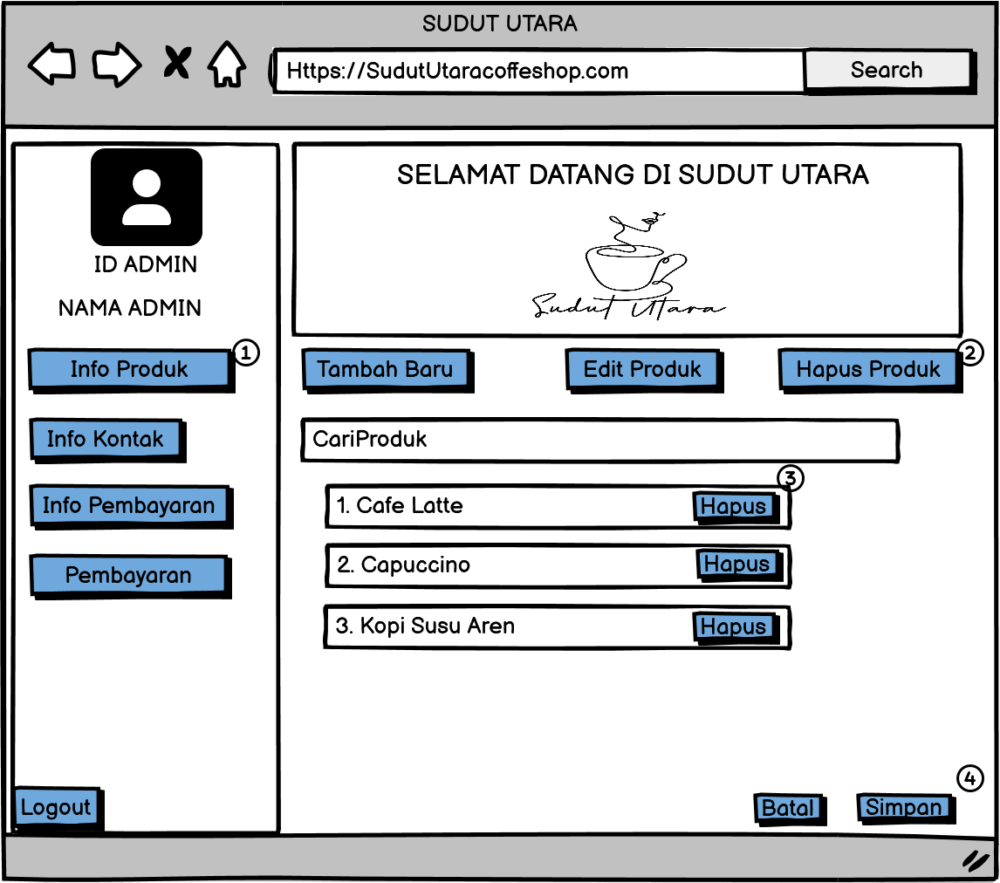 SUDUT UTARA
Https://SudutUtaracoffeshop.com
Search
ID ADMIN
NAMA ADMIN
Info Produk
1
Info Kontak
Info Pembayaran
Pembayaran
Logout
SELAMAT DATANG DI SUDUT UTARA
Sudut Utara
Tambah Baru
Edit Produk
Hapus Produk
2
CariProduk
3
1. Cafe Latte Hapus
2. Capuccino Hapus
3. Kopi Susu Aren Hapus
4
Batal
Simpan